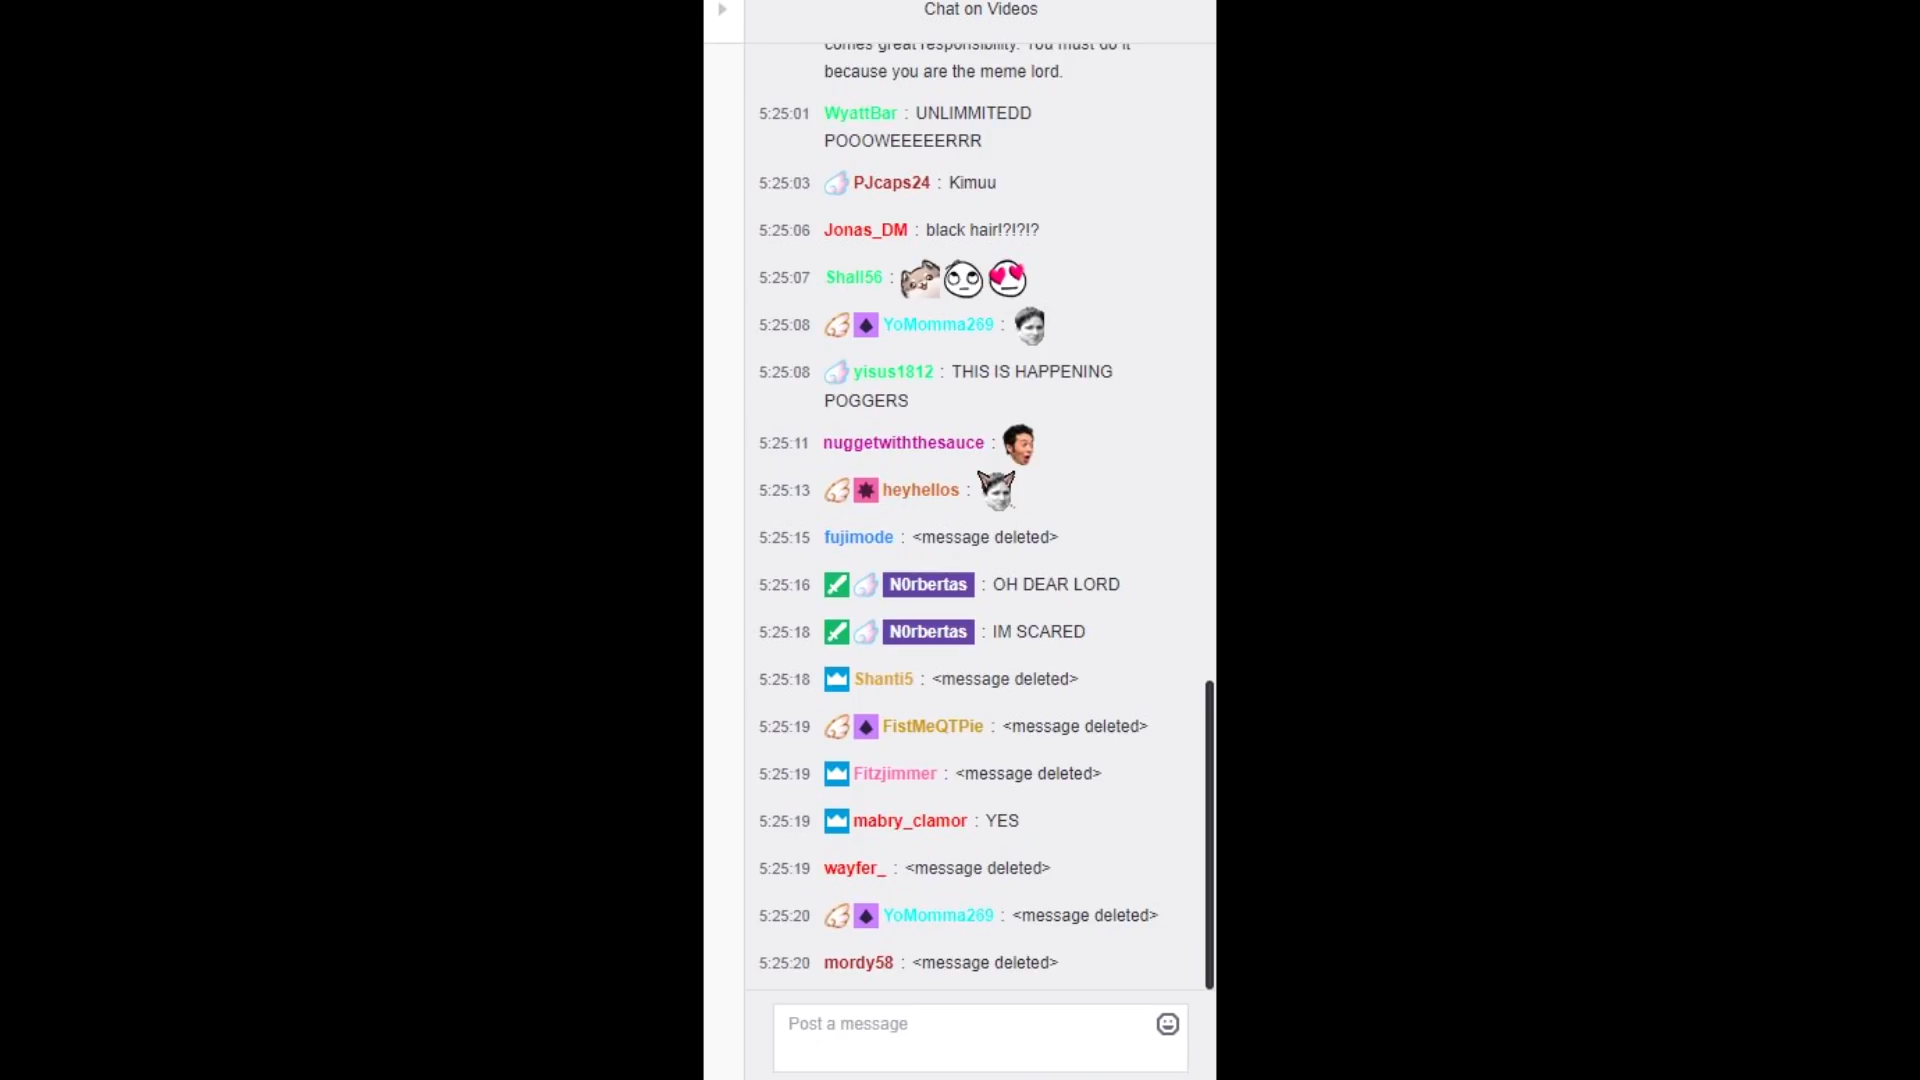 Chat on Videos
comes great responsibility. You must do it
because you are the meme lord.
5:25:01 WyattBar : UNLIMMITEDD
POOOWEEEEERRR
5:25:03 PJcaps24 : Kimuu
5:25:06 Jonas_DM : black hair!?!?!?
5:25:07 Shall56 :
5:25:08 YoMomma269 :
5:25:08 yisus1812 : THIS IS HAPPENING
POGGERS
5:25:11 nuggetwiththesauce :
5:25:13 heyhellos :
5:25:15 fujimode : <message deleted>
5:25:16 N0rbertas : OH DEAR LORD
5:25:18 N0rbertas : IM SCARED
5:25:18 Shanti5 : <message deleted>
5:25:19 FistMeQTPie : <message deleted>
5:25:19 Fitzjimmer : <message deleted>
5:25:19 mabry_clamor : YES
5:25:19 wayfer_ : <message deleted>
5:25:20 YoMomma269 : <message deleted>
5:25:20 mordy58 : <message deleted>
Post a message